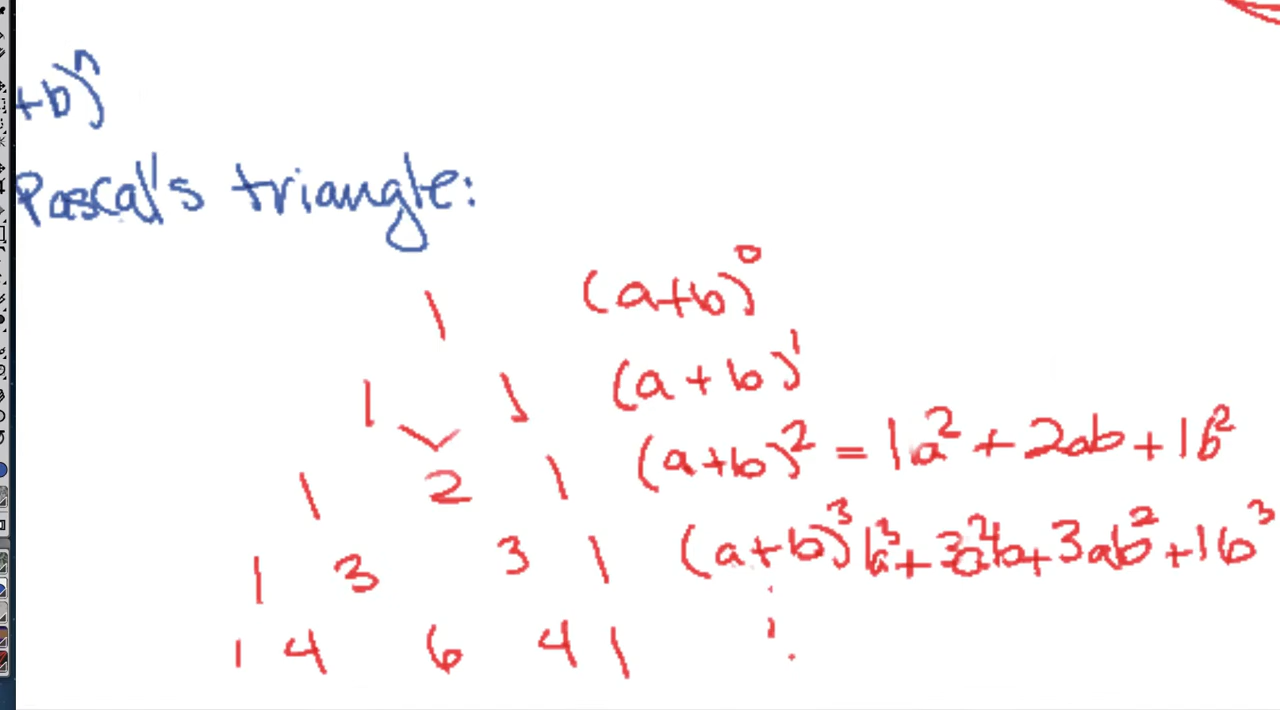 +b)ⁿ
Pascal's triangle:
1 (a+b)⁰
1 1 (a+b)¹
1 2 1 (a+b)² = 1a² + 2ab + 1b²
1 3 3 1 (a+b)³ 1a³ + 3a²b + 3ab² + 1b³
1 4 6 4 1